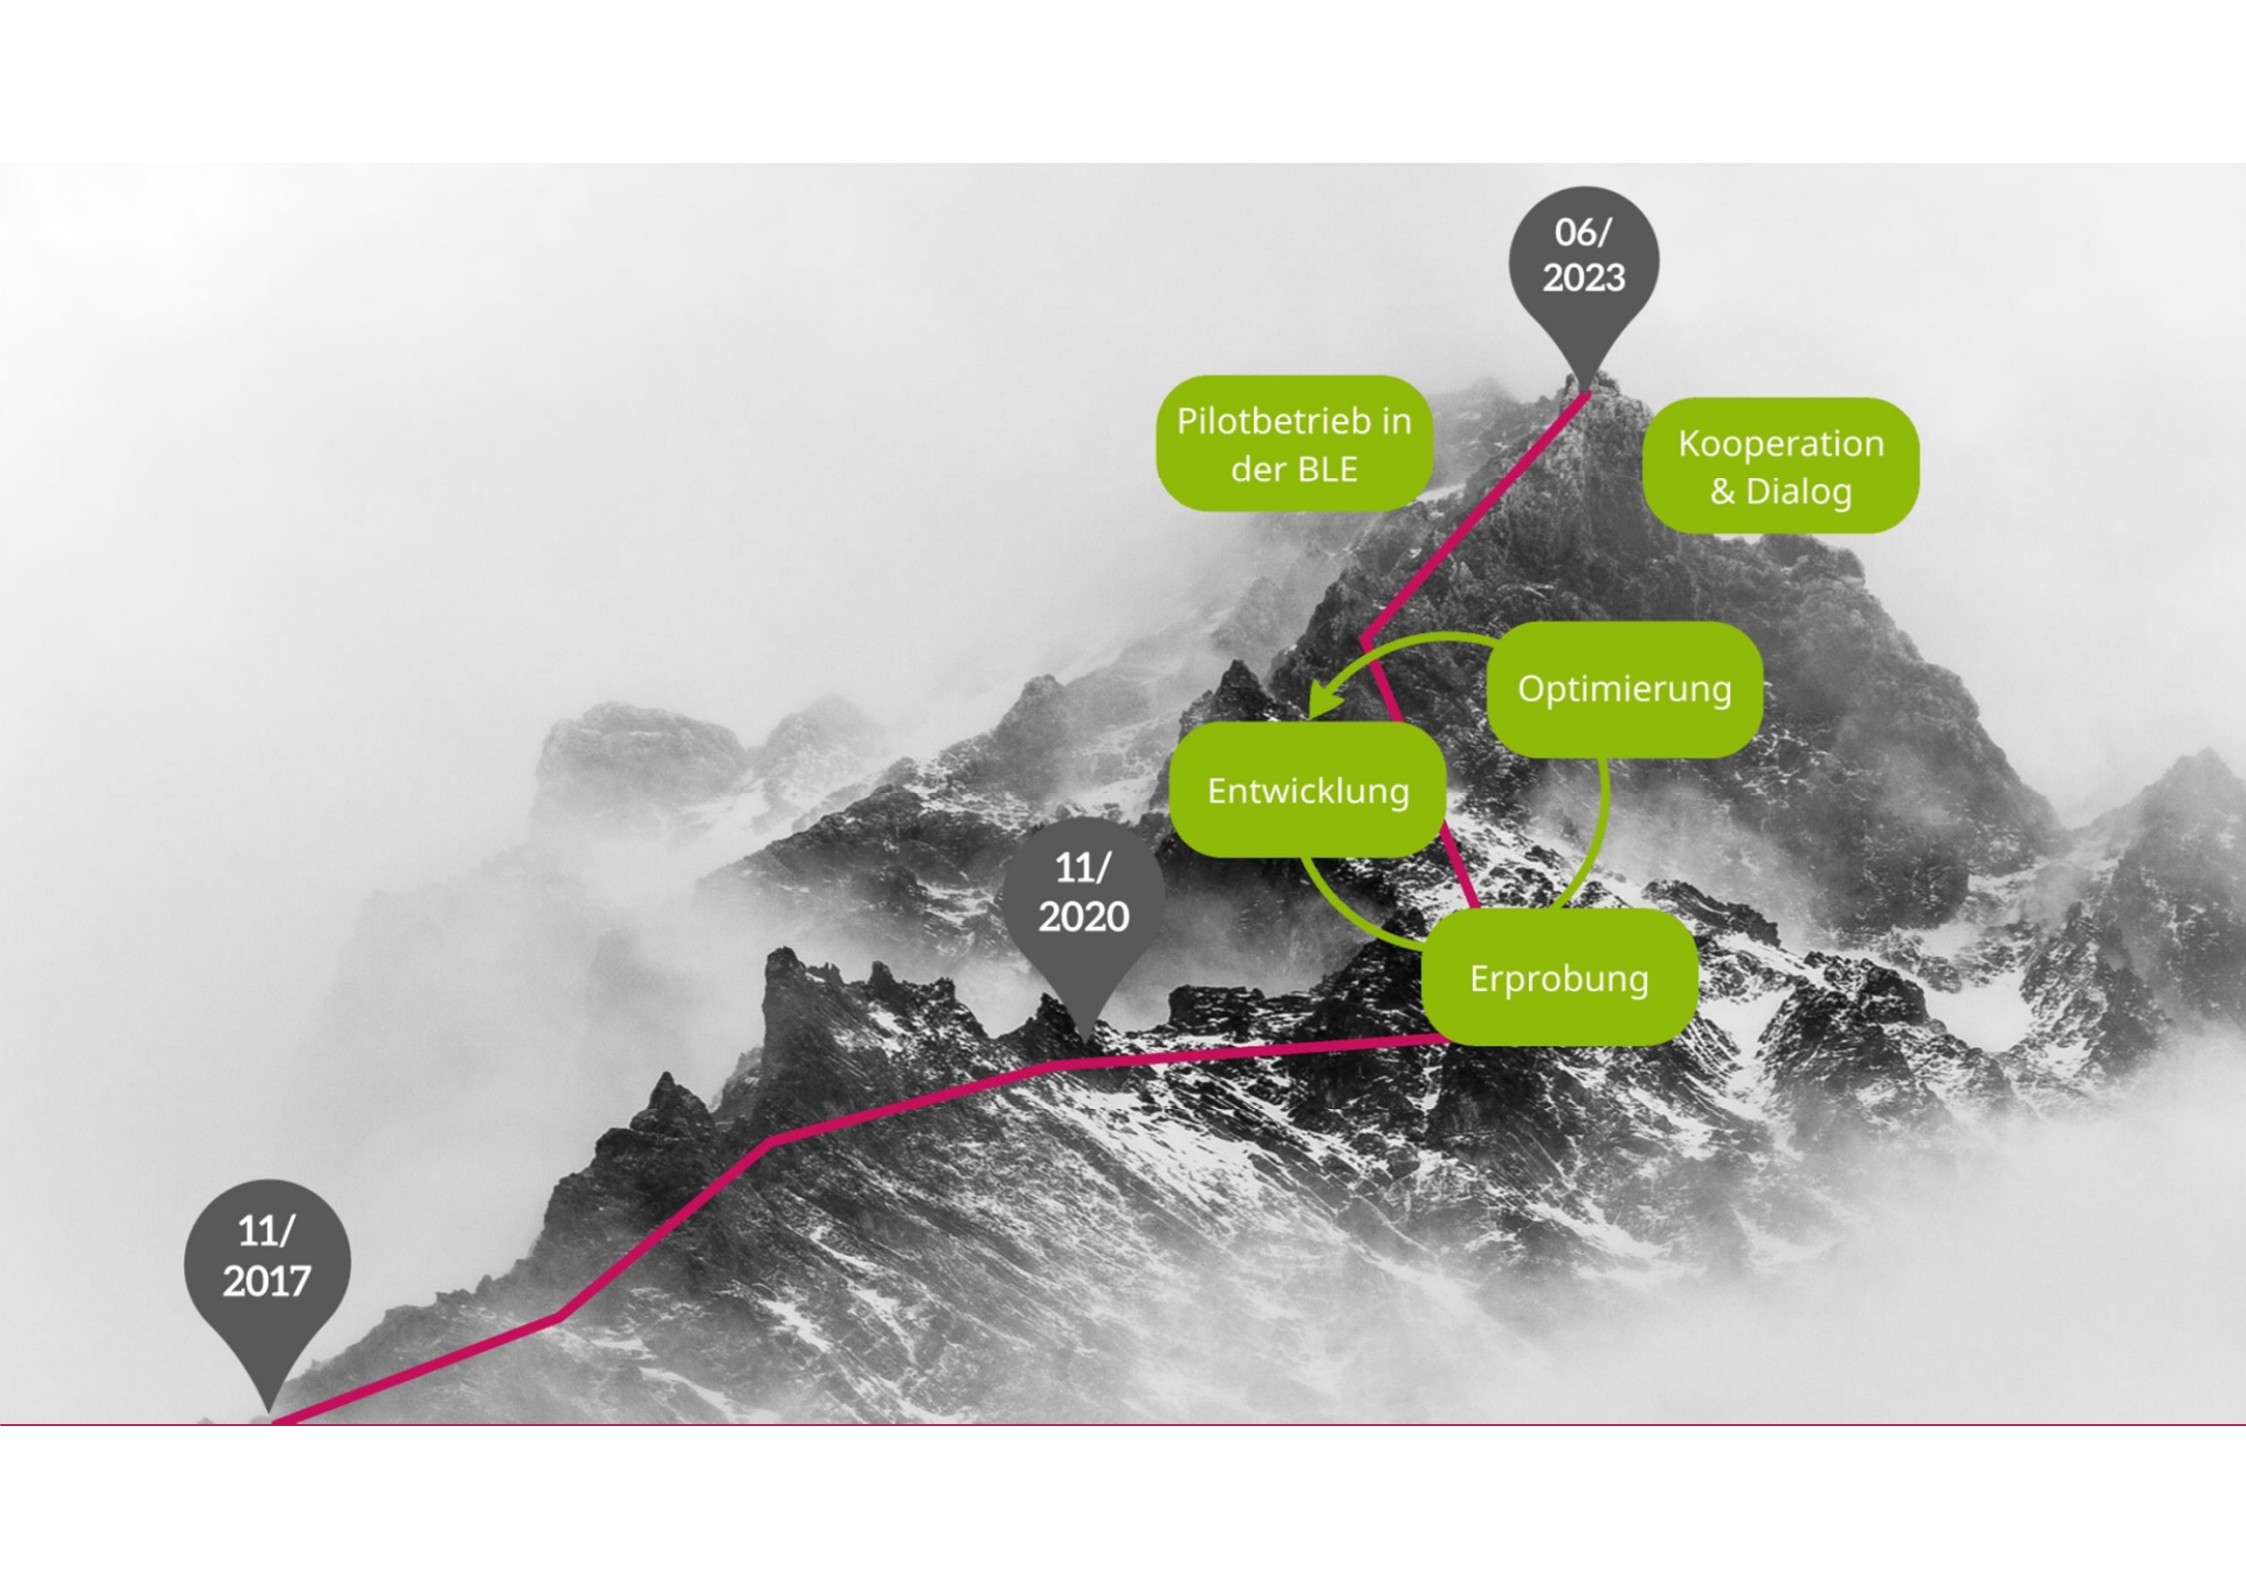 06/
2023
Pilotbetrieb in
der BLE
Kooperation
& Dialog
Optimierung
Entwicklung
11/
2020
Erprobung
11/
2017